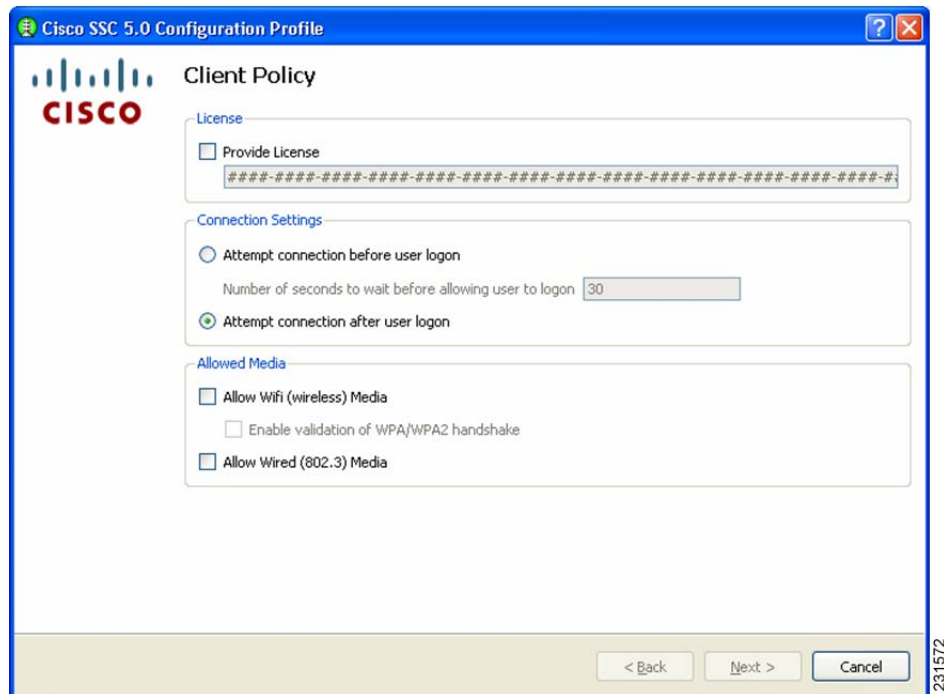 Cisco SSC 5.0 Configuration Profile
?
CISCO
Client Policy
License
Provide License
####-####-####-####-####-####-####-####-####-####-####-####-####-####-#
Connection Settings
Attempt connection before user logon
Number of seconds to wait before allowing user to logon 30
Attempt connection after user logon
Allowed Media
Allow Wifi (wireless) Media
Enable validation of WPA/WPA2 handshake
Allow Wired (802.3) Media
< Back
Next >
Cancel
231572